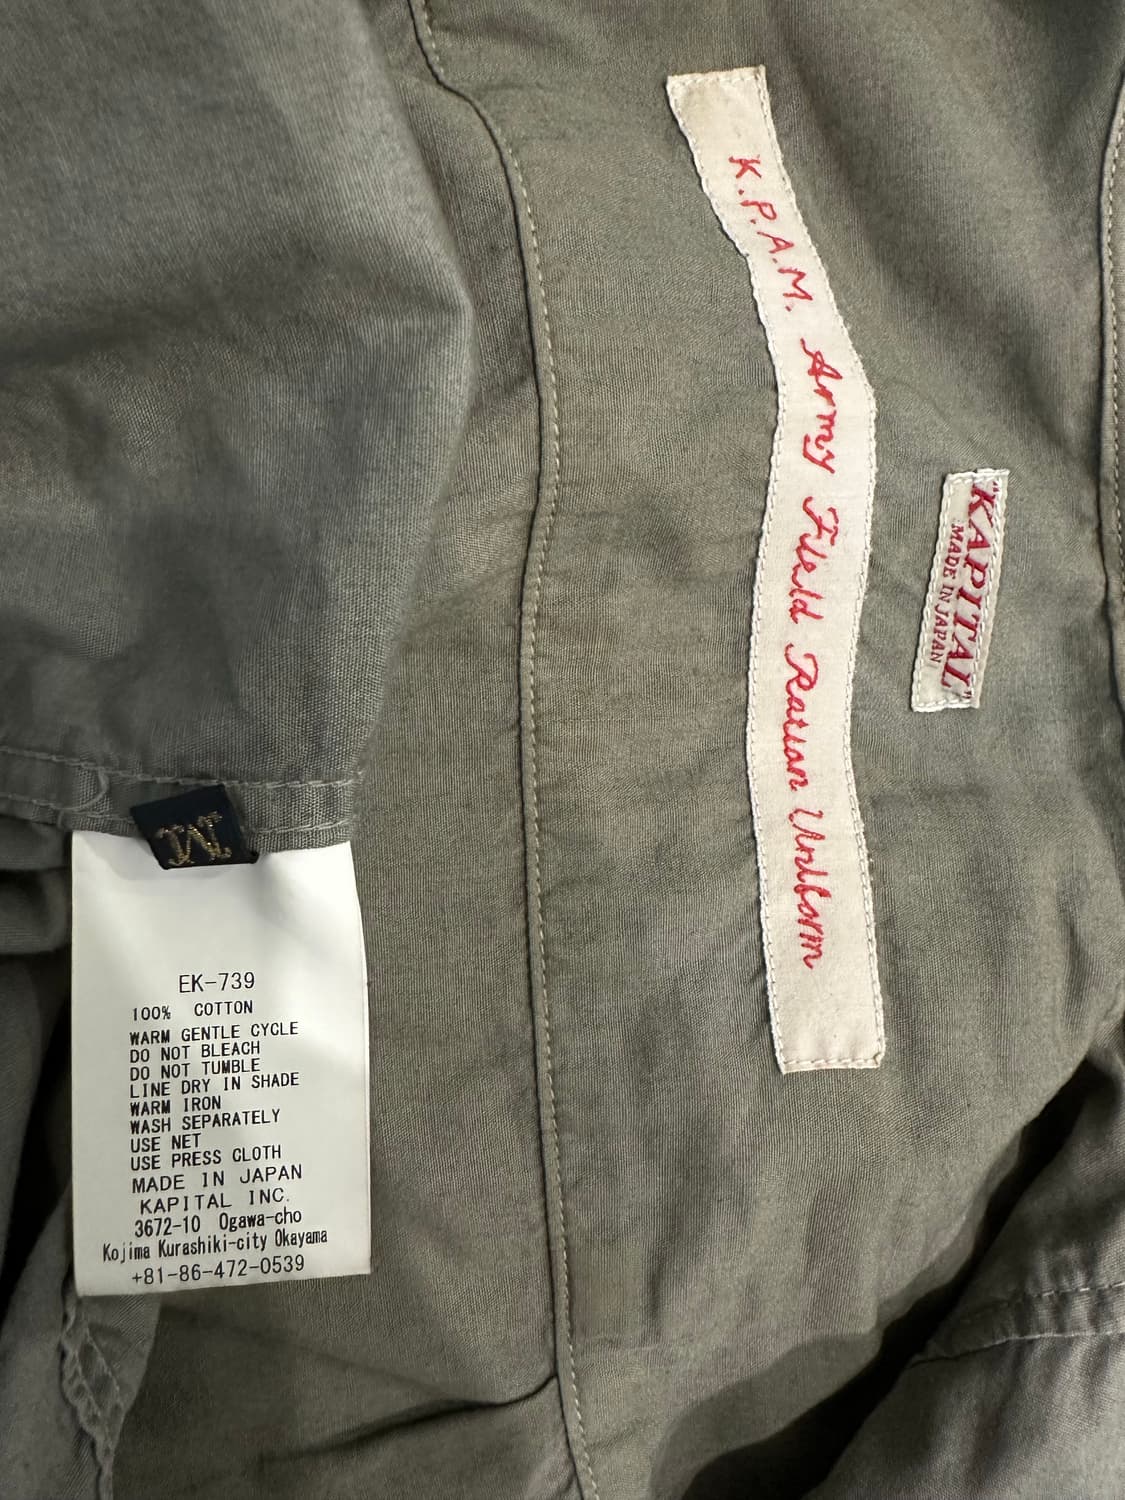 K.P.A.M. Army Field Ration Uniform
"KAPITAL"
MADE IN JAPAN
M
EK-739
100% COTTON
WARM GENTLE CYCLE
DO NOT BLEACH
DO NOT TUMBLE
LINE DRY IN SHADE
WARM IRON
WASH SEPARATELY
USE NET
USE PRESS CLOTH
MADE IN JAPAN
KAPITAL INC.
3672-10 Ogawa-cho
Kojima Kurashiki-city Okayama
+81-86-472-0539